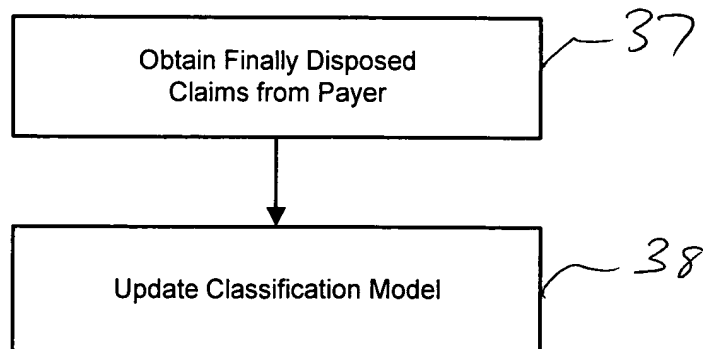 Obtain Finally Disposed
Claims from Payer
37
Update Classification Model
38